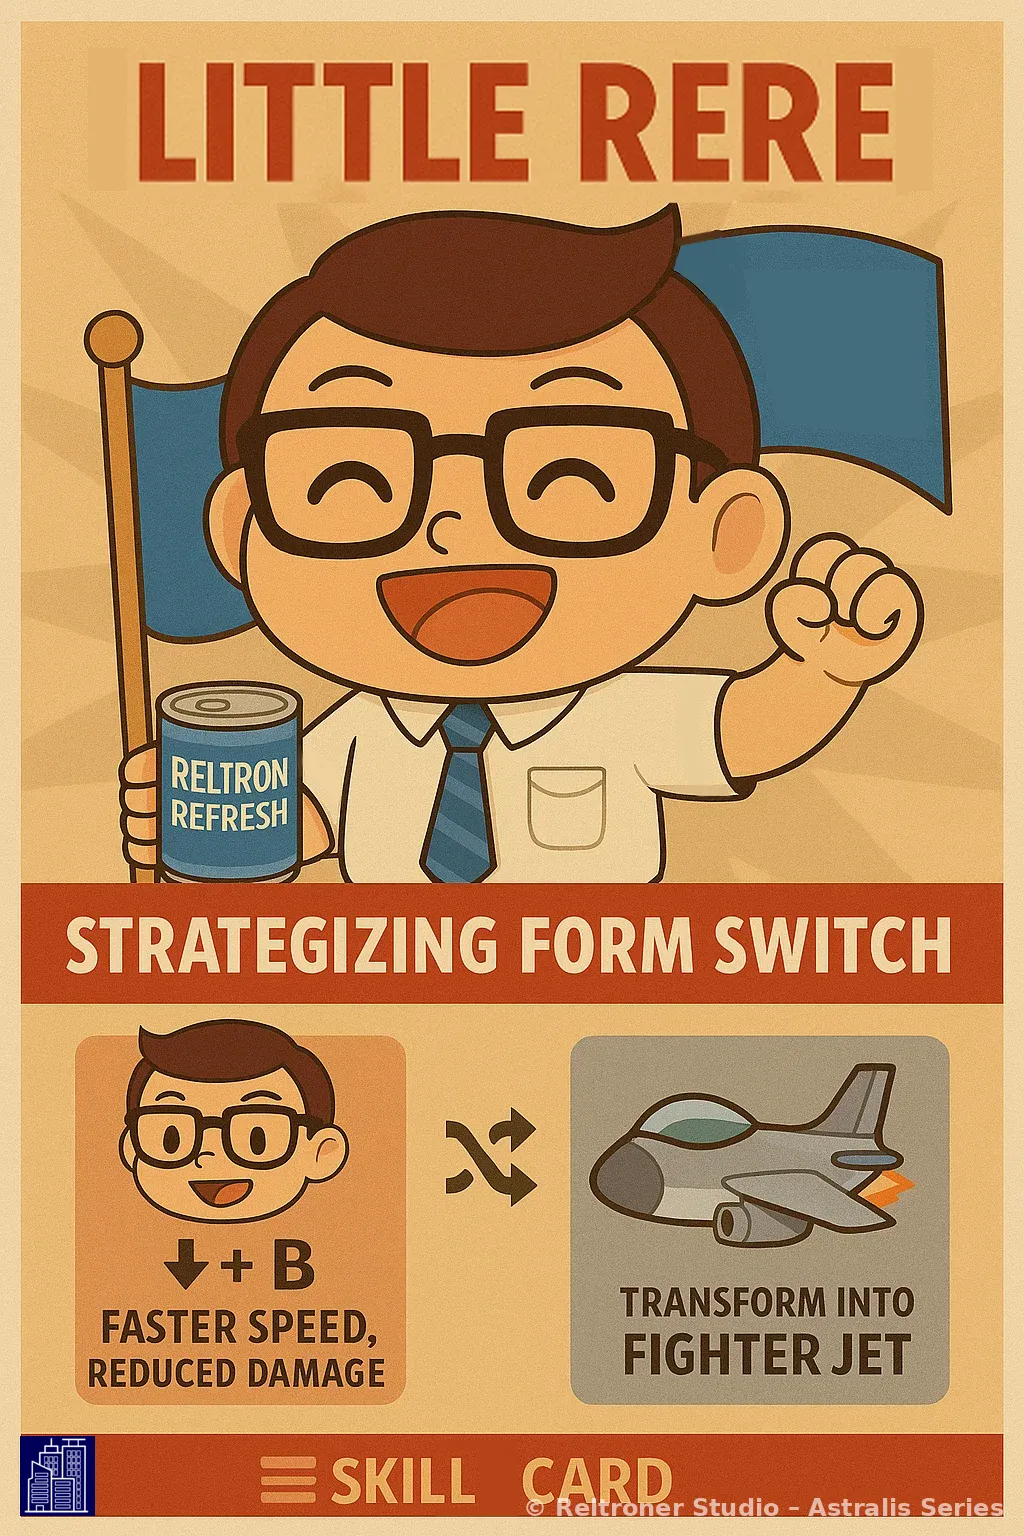 LITTLE RERE
RELTRON
REFRESH
STRATEGIZING FORM SWITCH
+ B
FASTER SPEED,
REDUCED DAMAGE
TRANSFORM INTO
FIGHTER JET
SKILL CARD
© Reltroner Studio - Astralis Series